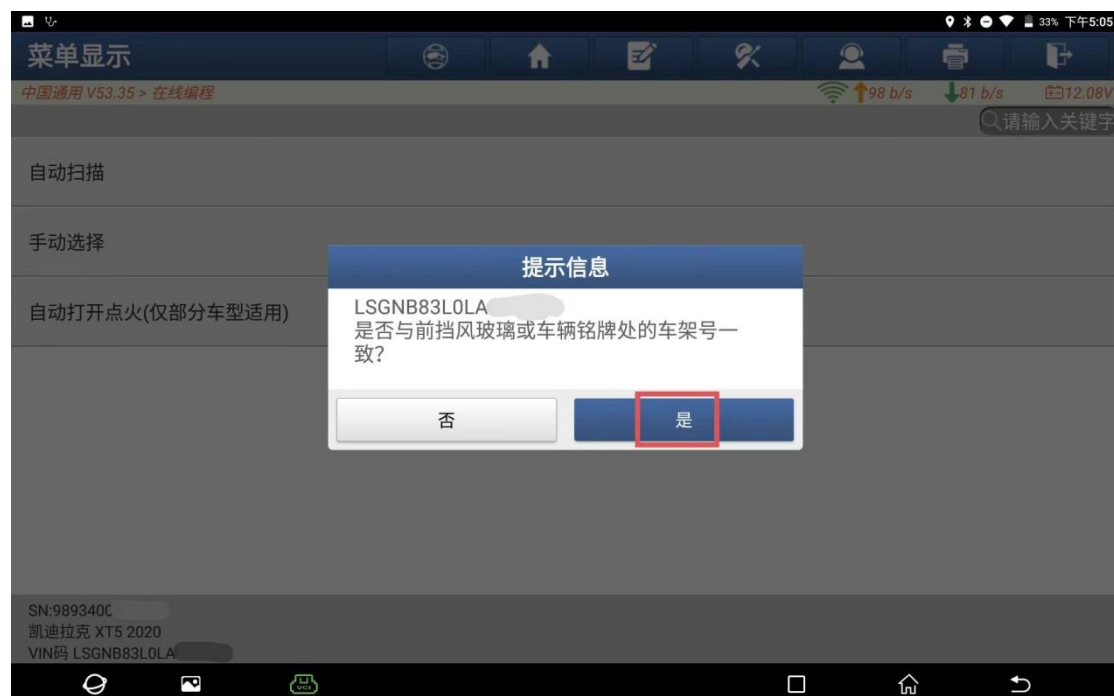 33% 下午5:05
菜单显示
中国通用 V53.35 > 在线编程
98 b/s 81 b/s 12.08V
请输入关键字
自动扫描
手动选择
自动打开点火(仅部分车型适用)
提示信息
LSGNB83L0LA
是否与前挡风玻璃或车辆铭牌处的车架号一
致？
否
是
SN:989340C
凯迪拉克 XT5 2020
VIN码 LSGNB83L0LA
VCI